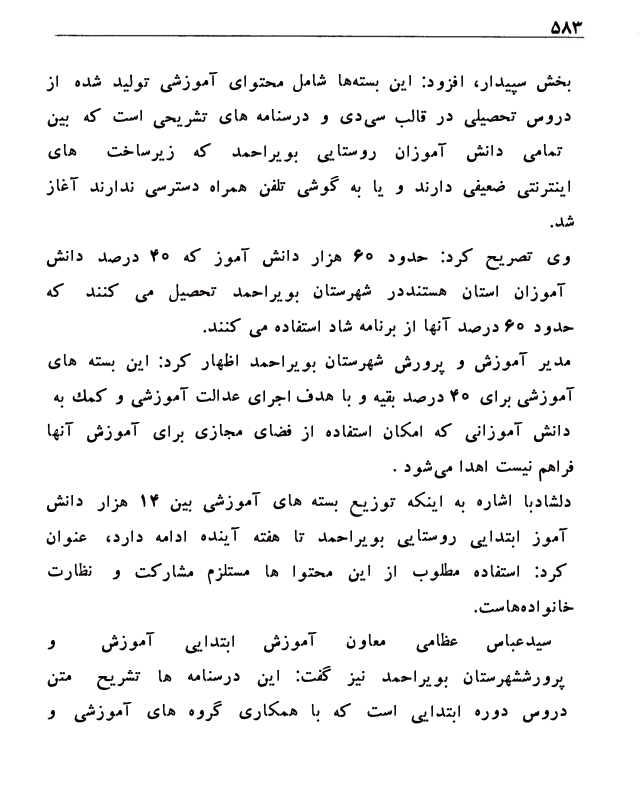 ۵۸۳
بخش سپیدار، افزود: این بسته‌ها شامل محتوای آموزشی تولید شده از
دروس تحصیلی در قالب سی‌دی و درسنامه های تشریحی است که بین
تمامی دانش آموزان روستایی بویراحمد که زیرساخت های
اینترنتی ضعیفی دارند و یا به گوشی تلفن همراه دسترسی ندارند آغاز
شد.
وی تصریح کرد: حدود ۶۰ هزار دانش آموز که ۴۰ درصد دانش
آموزان استان هستنددر شهرستان بویراحمد تحصیل می کنند که
حدود ۶۰ درصد آنها از برنامه شاد استفاده می کنند.
مدیر آموزش و پرورش شهرستان بویراحمد اظهار کرد: این بسته های
آموزشی برای ۴۰ درصد بقیه و با هدف اجرای عدالت آموزشی و کمك به
دانش آموزانی که امکان استفاده از فضای مجازی برای آموزش آنها
فراهم نیست اهدا می‌شود .
دلشادبا اشاره به اینکه توزیع بسته های آموزشی بین ۱۴ هزار دانش
آموز ابتدایی روستایی بویراحمد تا هفته آینده ادامه دارد، عنوان
کرد: استفاده مطلوب از این محتوا ها مستلزم مشارکت و نظارت
خانواده‌هاست.
سیدعباس عظامی معاون آموزش ابتدایی آموزش و
پرورششهرستان بویراحمد نیز گفت: این درسنامه ها تشریح متن
دروس دوره ابتدایی است که با همکاری گروه های آموزشی و